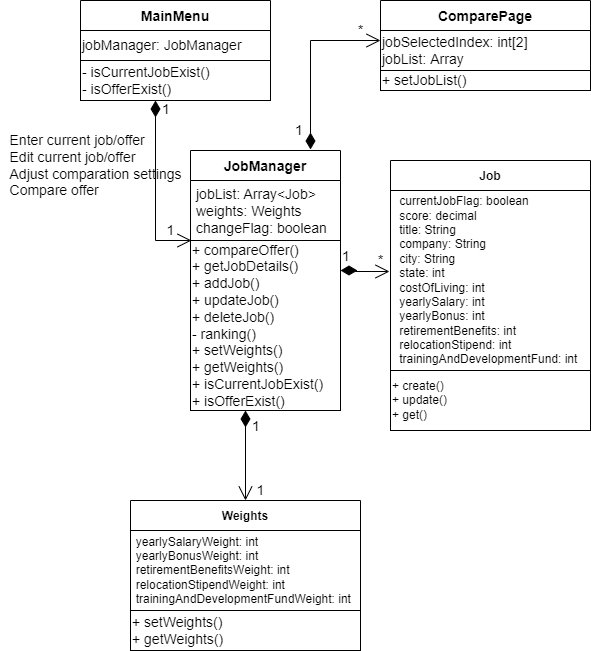 MainMenu
jobManager: JobManager
- isCurrentJobExist()
- isOfferExist()
1
Enter current job/offer
Edit current job/offer
Adjust comparation settings
Compare offer
1
ComparePage
jobSelectedIndex: int[2]
jobList: Array
+ setJobList()
*
1
JobManager
jobList: Array<Job>
weights: Weights
changeFlag: boolean
+ compareOffer()
+ getJobDetails()
+ addJob()
+ updateJob()
+ deleteJob()
- ranking()
+ setWeights()
+ getWeights()
+ isCurrentJobExist()
+ isOfferExist()
1
*
Job
currentJobFlag: boolean
score: decimal
title: String
company: String
city: String
state: int
costOfLiving: int
yearlySalary: int
yearlyBonus: int
retirementBenefits: int
relocationStipend: int
trainingAndDevelopmentFund: int
+ create()
+ update()
+ get()
1
1
Weights
yearlySalaryWeight: int
yearlyBonusWeight: int
retirementBenefitsWeight: int
relocationStipendWeight: int
trainingAndDevelopmentFundWeight: int
+ setWeights()
+ getWeights()